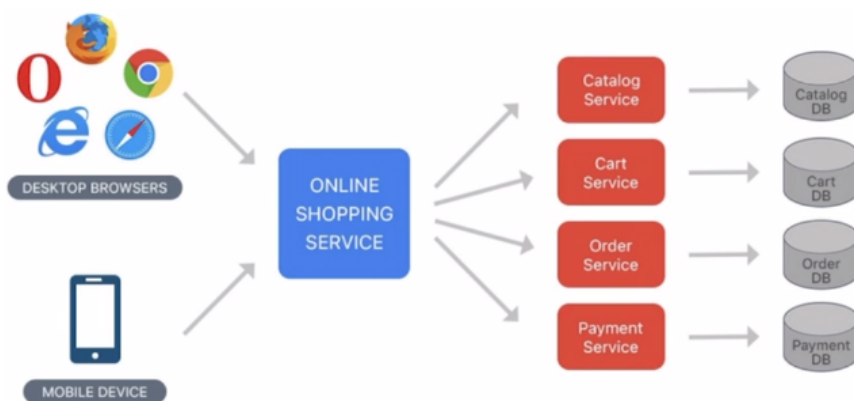 DESKTOP BROWSERS
MOBILE DEVICE
ONLINE
SHOPPING
SERVICE
Catalog
Service
Cart
Service
Order
Service
Payment
Service
Catalog
DB
Cart
DB
Order
DB
Payment
DB